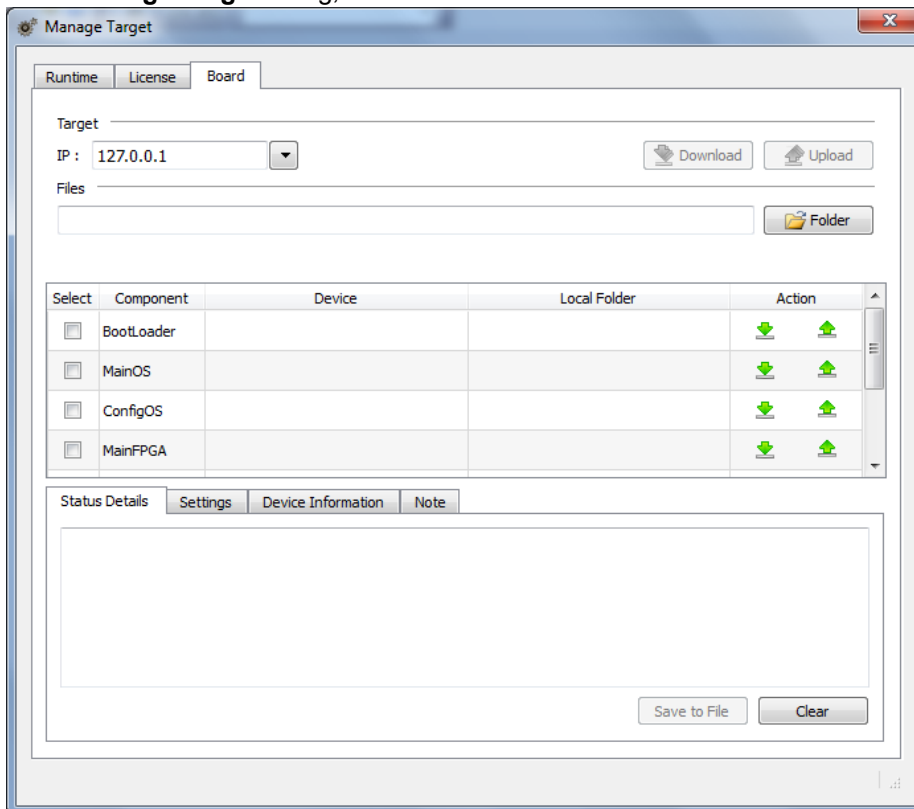 Manage Target
Runtime License Board
Target
IP : 127.0.0.1 Download Upload
Files
Folder
Select Component Device Local Folder Action
BootLoader
MainOS
ConfigOS
MainFPGA
Status Details Settings Device Information Note
Save to File Clear